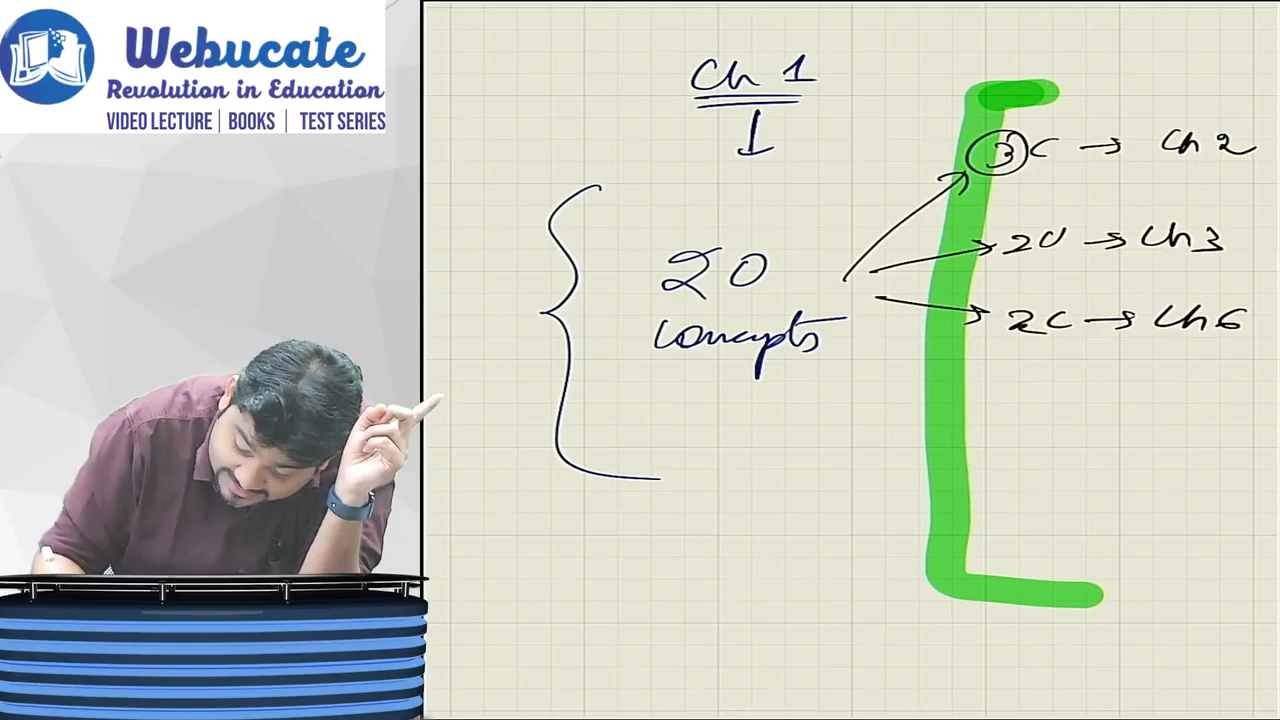 Webucate
Revolution in Education
VIDEO LECTURE | BOOKS | TEST SERIES
Ch 1
20
concepts
3 C → Ch 2
2C → Ch 3
2C → Ch 6